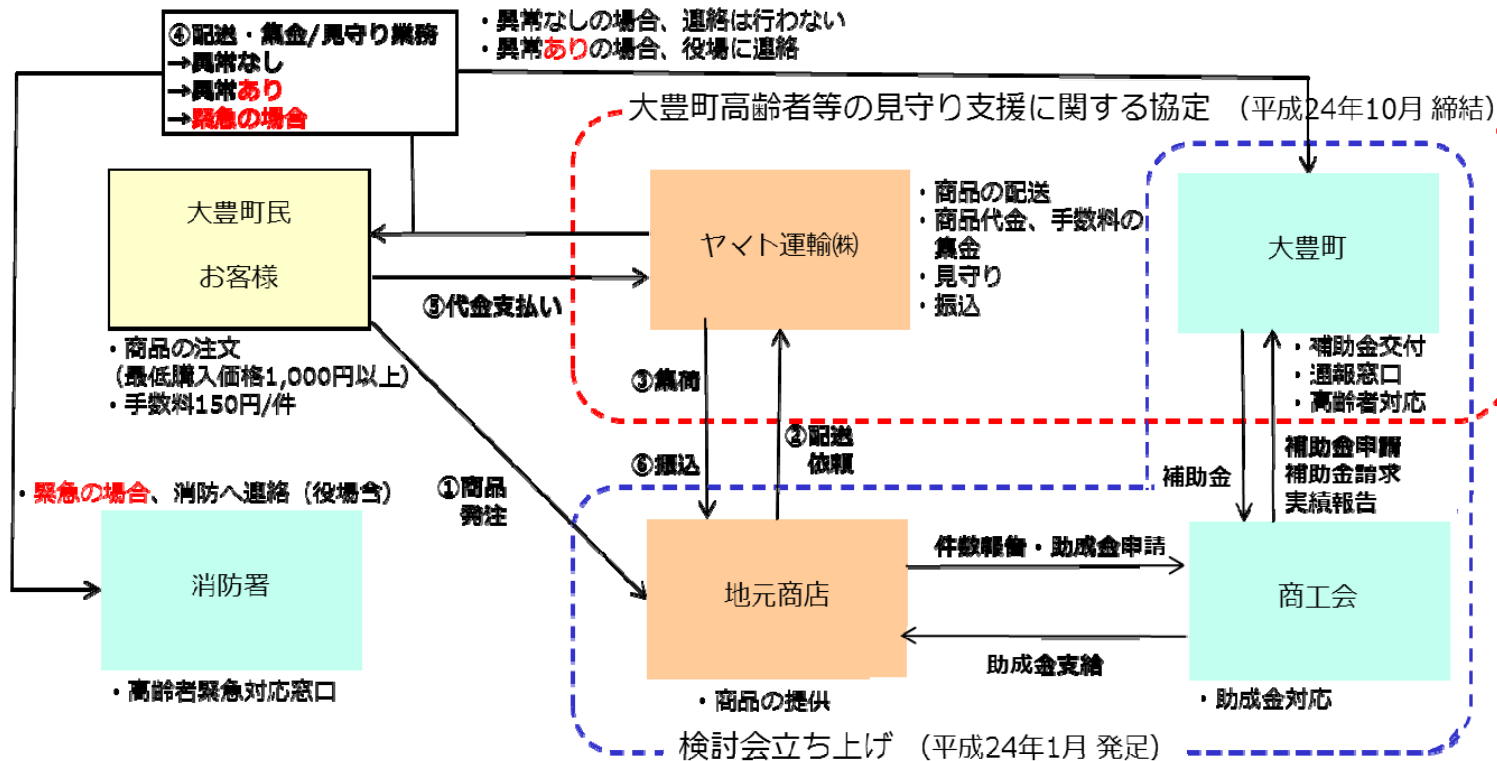 ④配送・集金/見守り業務
→異常なし
→異常あり
→緊急の場合
・異常なしの場合、連絡は行わない
・異常ありの場合、役場に連絡
大豊町高齢者等の見守り支援に関する協定 (平成24年10月 締結)
大豊町民
お客様
ヤマト運輸㈱
・商品の配送
・商品代金、手数料の
集金
・見守り
・振込
大豊町
⑤代金支払い
・商品の注文
(最低購入価格1,000円以上)
・手数料150円/件
・補助金交付
・通報窓口
・高齢者対応
③集荷
②配送
依頼
⑥振込
①商品
発注
補助金
補助金申請
補助金請求
実績報告
・緊急の場合、消防へ連絡(役場含)
消防署
・高齢者緊急対応窓口
地元商店
・商品の提供
件数報告・助成金申請
助成金支給
商工会
・助成金対応
検討会立ち上げ (平成24年1月 発足)